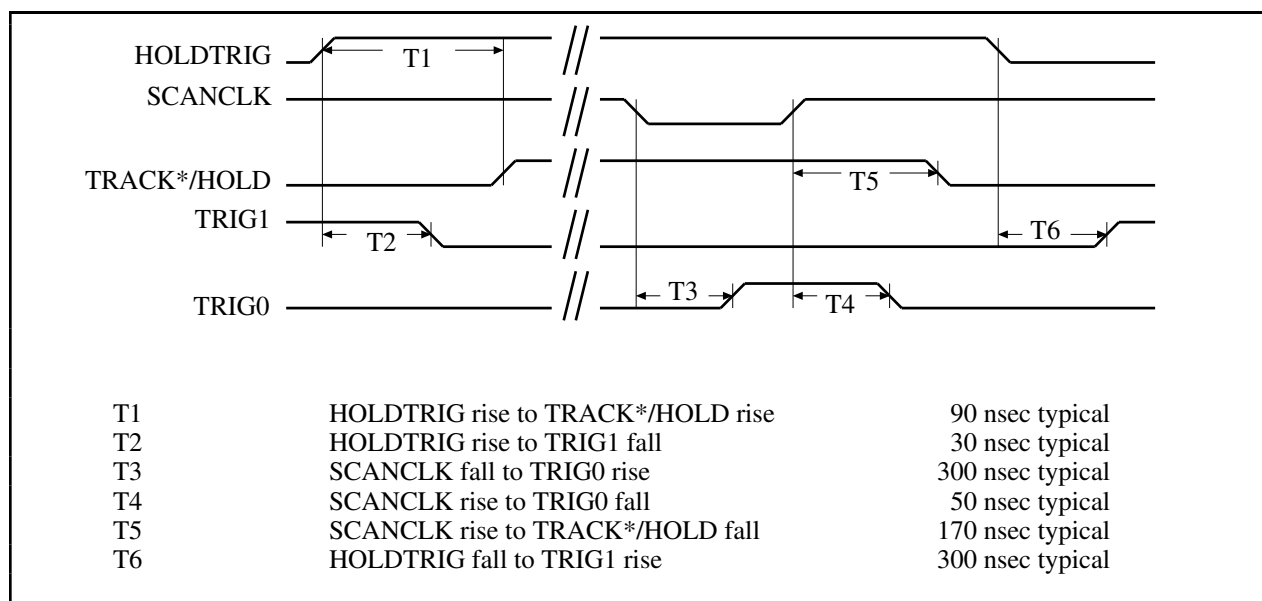 HOLDTRIG
T1
SCANCLK
TRACK*/HOLD
T5
TRIG1
T2
T6
T3
T4
TRIG0
T1 HOLDTRIG rise to TRACK*/HOLD rise 90 nsec typical
T2 HOLDTRIG rise to TRIG1 fall 30 nsec typical
T3 SCANCLK fall to TRIG0 rise 300 nsec typical
T4 SCANCLK rise to TRIG0 fall 50 nsec typical
T5 SCANCLK rise to TRACK*/HOLD fall 170 nsec typical
T6 HOLDTRIG fall to TRIG1 rise 300 nsec typical